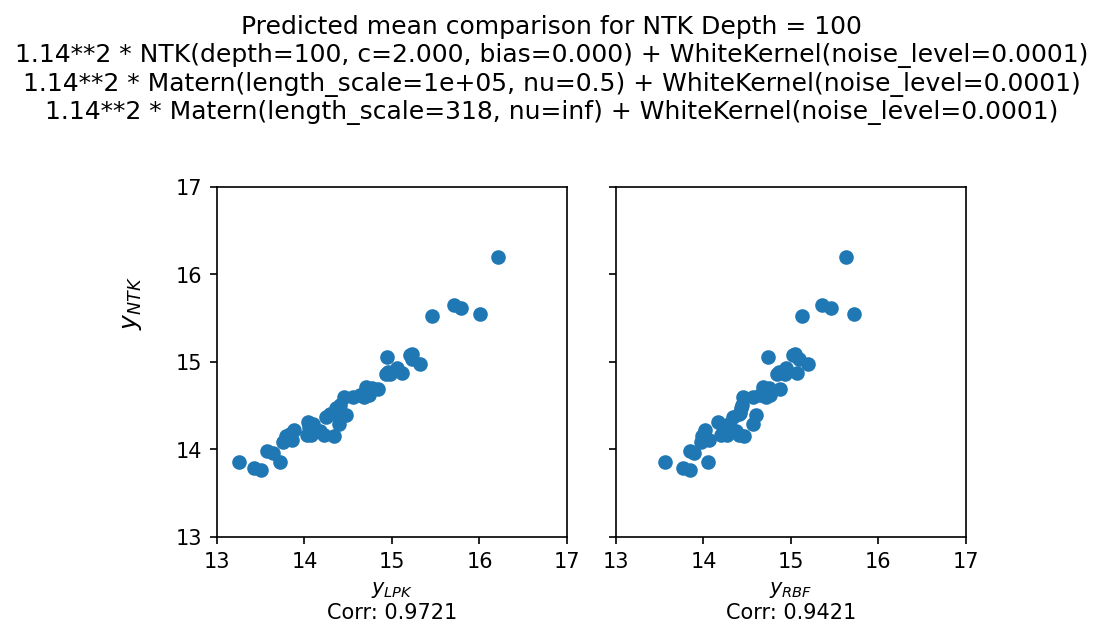 Predicted mean comparison for NTK Depth = 100
1.14**2 * NTK(depth=100, c=2.000, bias=0.000) + WhiteKernel(noise_level=0.0001)
1.14**2 * Matern(length_scale=1e+05, nu=0.5) + WhiteKernel(noise_level=0.0001)
1.14**2 * Matern(length_scale=318, nu=inf) + WhiteKernel(noise_level=0.0001)
17
16
15
14
13
y_NTK
13 14 15 16 17
y_LPK
Corr: 0.9721
13 14 15 16 17
y_RBF
Corr: 0.9421